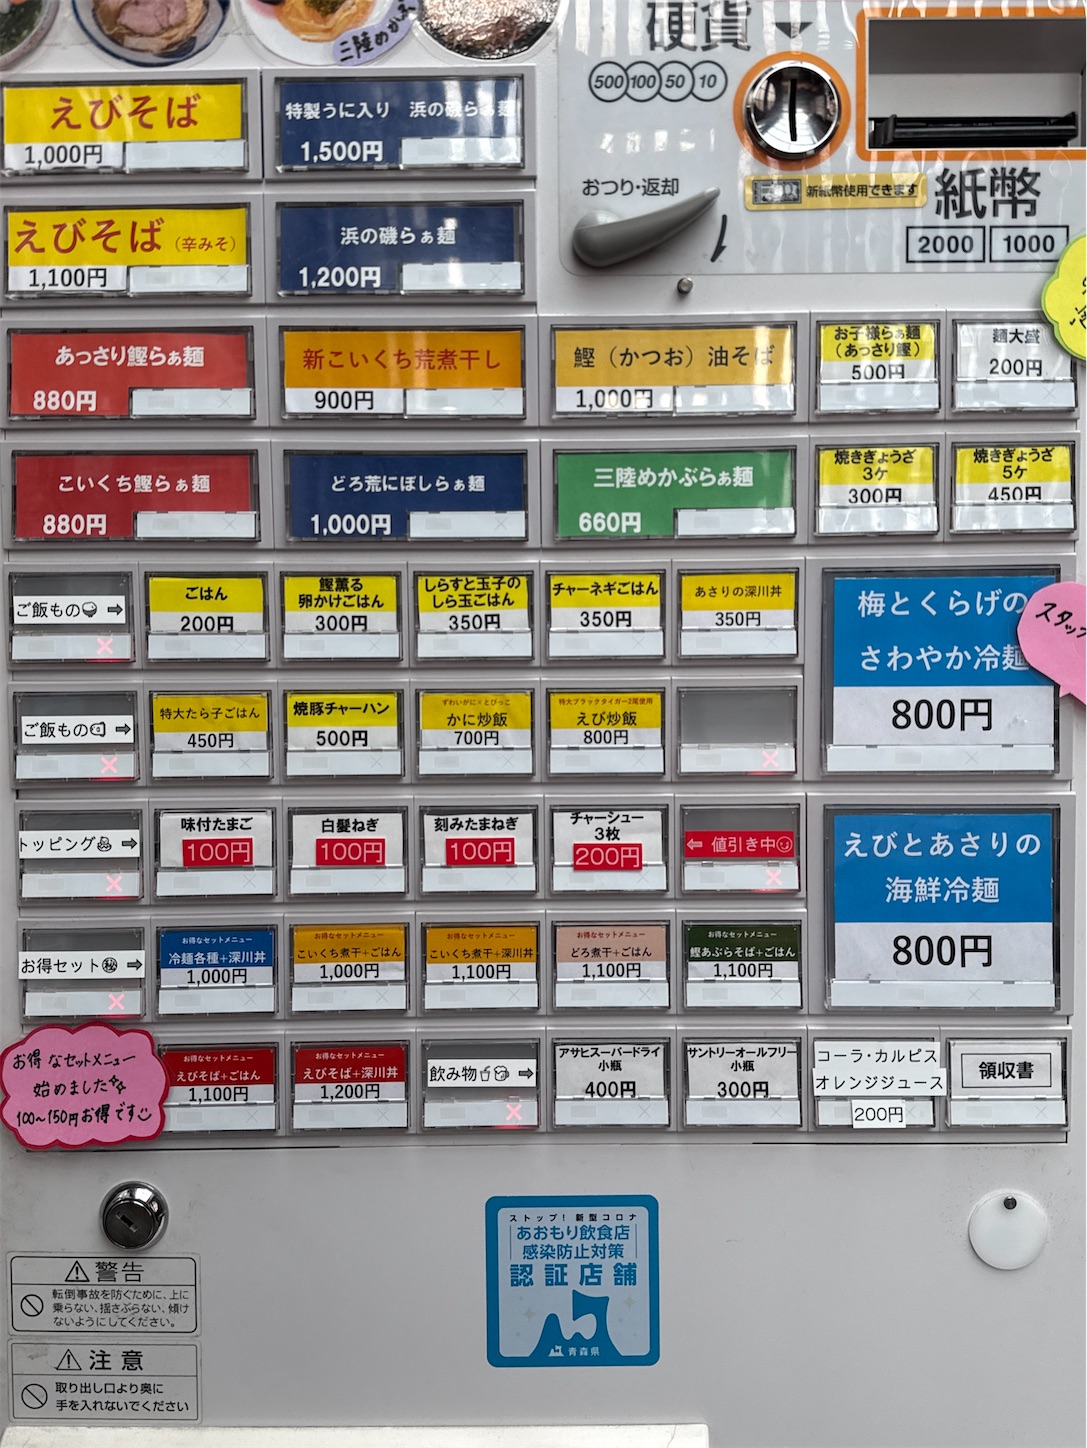 三陸めかぶ
硬貨
500 100 50 10
えびそば
1,000円
特製うに入り 浜の磯らぁ麺
1,500円
おつり・返却
新紙幣使用できます
紙幣
2000 1000
えびそば（辛みそ）
1,100円
浜の磯らぁ麺
1,200円
あっさり鰹らぁ麺
880円
新こいくち荒煮干し
900円
鰹（かつお）油そば
1,000円
お子様らぁ麺
（あっさり鰹）
500円
麺大盛
200円
こいくち鰹らぁ麺
880円
どろ荒にぼしらぁ麺
1,000円
三陸めかぶらぁ麺
660円
焼きぎょうざ
3ケ
300円
焼きぎょうざ
5ケ
450円
ご飯もの🍚 ➡
ごはん
200円
鰹薫る
卵かけごはん
300円
しらすと玉子の
しら玉ごはん
350円
チャーネギごはん
350円
あさりの深川丼
350円
梅とくらげの
さわやか冷麺
800円
スタッフ
ご飯もの ➡
特大たら子ごはん
450円
焼豚チャーハン
500円
ずわいがに×とびっこ
かに炒飯
700円
特大ブラックタイガー2尾使用
えび炒飯
800円
トッピング ➡
味付たまご
100円
白髪ねぎ
100円
刻みたまねぎ
100円
チャーシュー
3枚
200円
⬅ 値引き中
えびとあさりの
海鮮冷麺
800円
お得セット㊙ ➡
お得なセットメニュー
冷麺各種+深川丼
1,000円
お得なセットメニュー
こいくち煮干+ごはん
1,000円
お得なセットメニュー
こいくち煮干+深川丼
1,100円
お得なセットメニュー
どろ煮干+ごはん
1,100円
お得なセットメニュー
鰹あぶらそば+ごはん
1,100円
お得なセットメニュー
始めました
100〜150円お得です
お得なセットメニュー
えびそば+ごはん
1,100円
お得なセットメニュー
えびそば+深川丼
1,200円
飲み物 ➡
アサヒスーパードライ
小瓶
400円
サントリーオールフリー
小瓶
300円
コーラ・カルピス
オレンジジュース
200円
領収書
ストップ！新型コロナ
あおもり飲食店
感染防止対策
認証店舗
青森県
警告
転倒事故を防ぐために、上に
乗らない、揺さぶらない、傾け
ないようにしてください。
注意
取り出し口より奥に
手を入れないでください